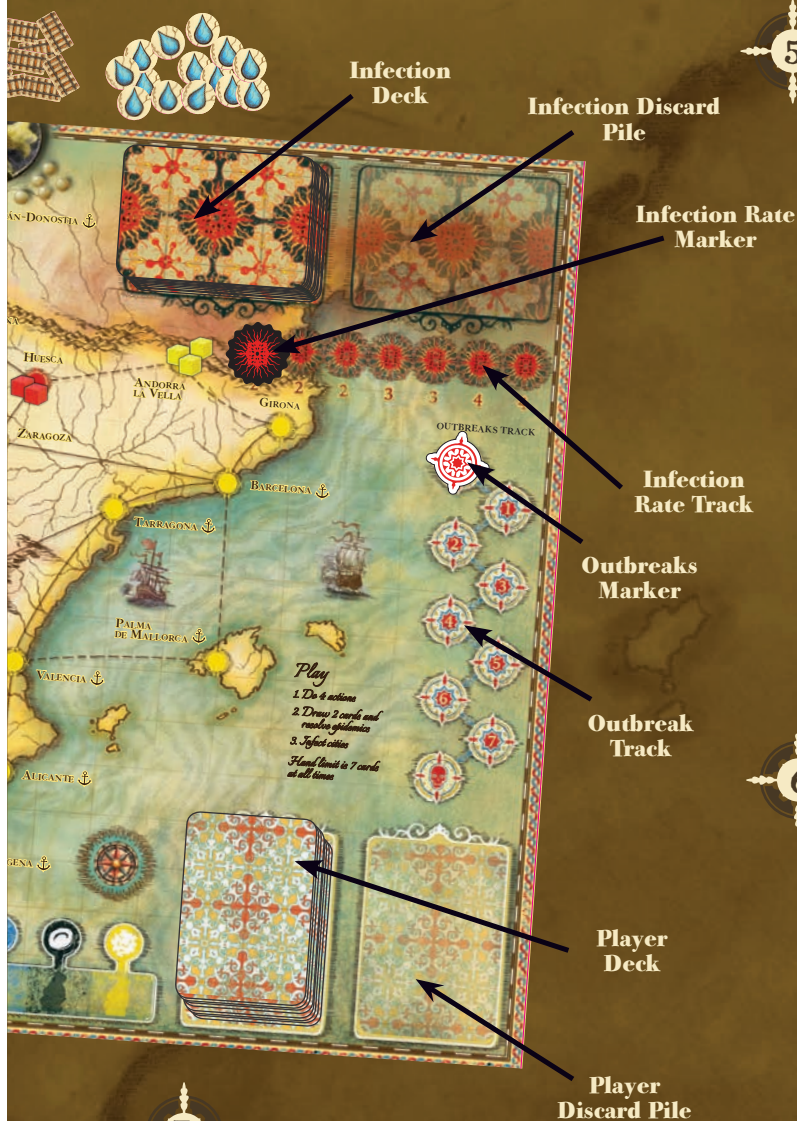 5
Infection
Deck
Infection Discard
Pile
Infection Rate
Marker
ÁN-DONOSTIA
HUESCA
ANDORRA
LA VELLA
2 2 3 3 4
GIRONA
ZARAGOZA
OUTBREAKS TRACK
Infection
Rate Track
BARCELONA
1
TARRAGONA
2
Outbreaks
Marker
3
PALMA
DE MALLORCA
4
5
VALENCIA
Play
1. Do 4 actions
2. Draw 2 cards and
resolve epidemics
3. Infect cities
Hand limit is 7 cards
at all times
6
Outbreak
Track
7
ALICANTE
GENA
Player
Deck
Player
Discard Pile